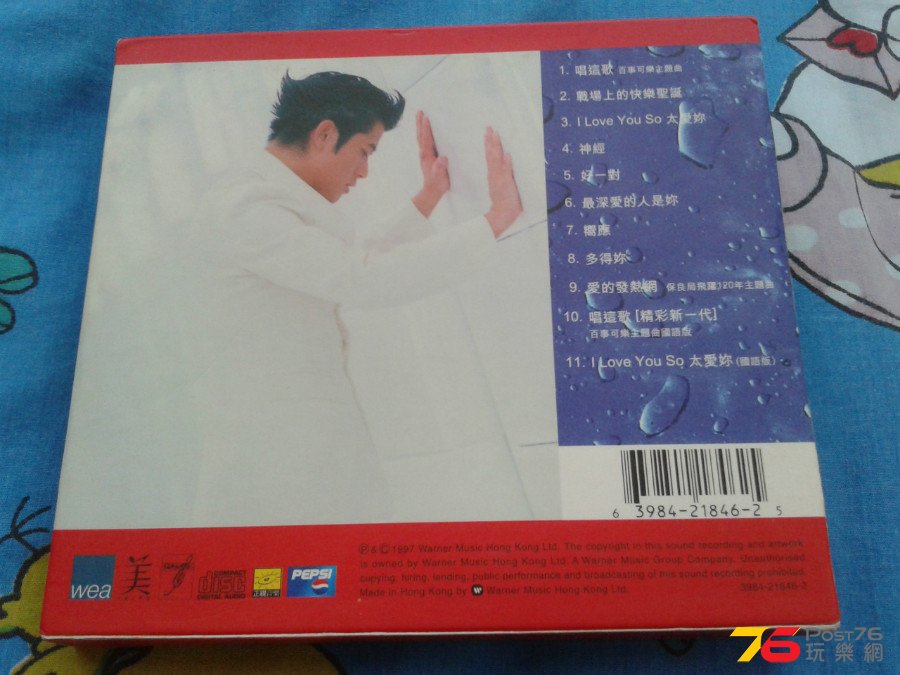 1. 唱這歌 百事可樂主題曲
2. 戰場上的快樂聖誕
3. I Love You So 太愛妳
4. 神經
5. 好一對
6. 最深愛的人是妳
7. 嚮應
8. 多得妳
9. 愛的發熱網 保良局飛躍120年主題曲
10. 唱這歌 [精彩新一代]
百事可樂主題曲國語版
11. I Love You So 太愛妳 (國語版)
6 3984-21846-2 5
℗ & © 1997 Warner Music Hong Kong Ltd. The copyright in this sound recording and artwork
is owned by Warner Music Hong Kong Ltd. A Warner Music Group Company. Unauthorised
copying, hiring, lending, public performance and broadcasting of this sound recording prohibited.
Made in Hong Kong by Warner Music Hong Kong Ltd.
3984-21846-2
wea
美
COMPACT
disc
DIGITAL AUDIO
PEPSI
76 Post76
玩樂網